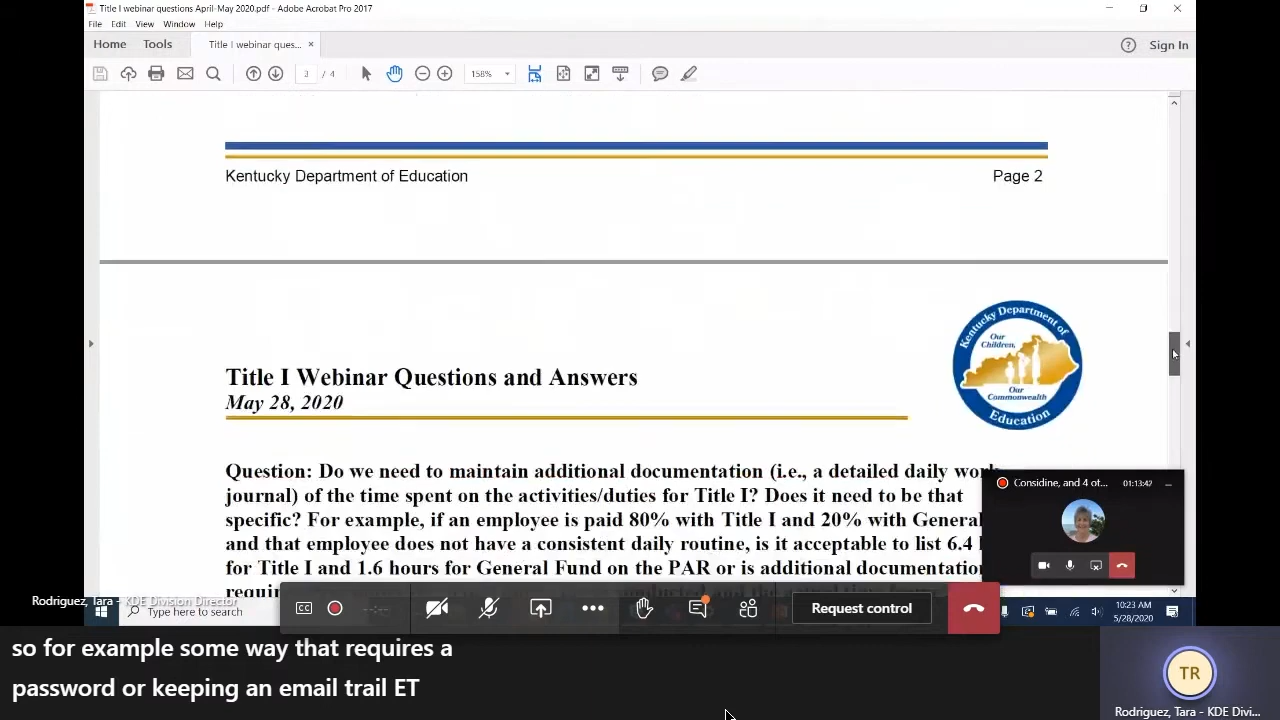 Title I webinar questions April-May 2020.pdf - Adobe Acrobat Pro 2017
File Edit View Window Help
Home Tools Title I webinar ques... × Sign In
3 / 4 158%
Kentucky Department of Education Page 2
Kentucky Department of
Our
Children,
Our
Commonwealth
Education
Title I Webinar Questions and Answers
May 28, 2020
Question: Do we need to maintain additional documentation (i.e., a detailed daily work
journal) of the time spent on the activities/duties for Title I? Does it need to be that
specific? For example, if an employee is paid 80% with Title I and 20% with General
and that employee does not have a consistent daily routine, is it acceptable to list 6.4
for Title I and 1.6 hours for General Fund on the PAR or is additional documentation
Considine, and 4 ot... 01:13:42
Rodriguez, Tara - KDE Division Director
Type here to search
CC
Request control
10:23 AM
5/28/2020
so for example some way that requires a
password or keeping an email trail ET
TR
Rodriguez, Tara - KDE Divi...